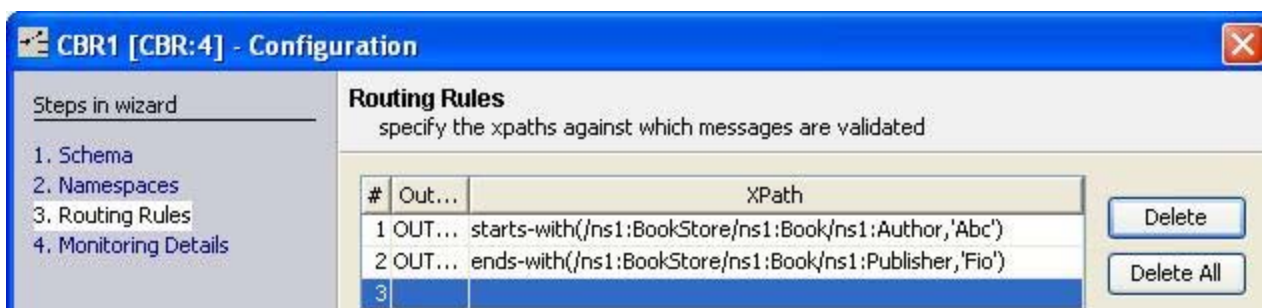 CBR1 [CBR:4] - Configuration
Steps in wizard
1. Schema
2. Namespaces
3. Routing Rules
4. Monitoring Details
Routing Rules
specify the xpaths against which messages are validated
# Out... XPath
1 OUT... starts-with(/ns1:BookStore/ns1:Book/ns1:Author,'Abc')
2 OUT... ends-with(/ns1:BookStore/ns1:Book/ns1:Publisher,'Fio')
3
Delete
Delete All